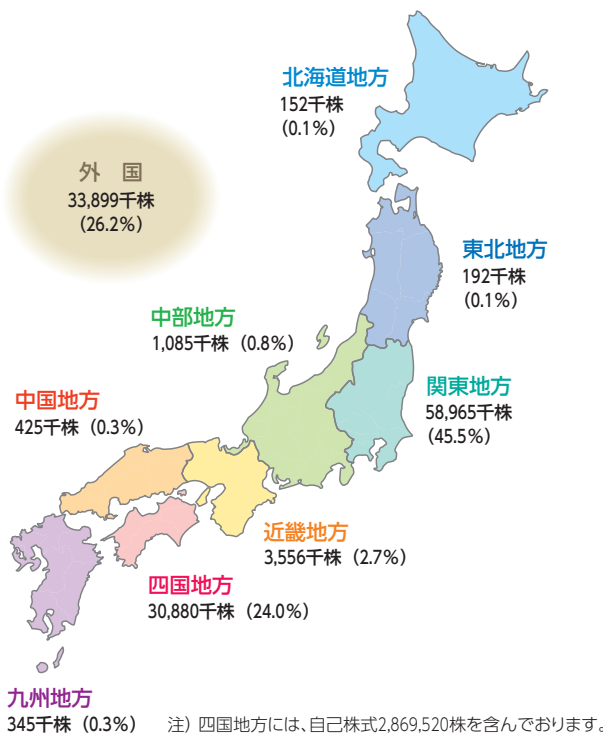 北海道地方
152千株
(0.1%)
外 国
33,899千株
(26.2%)
東北地方
192千株
(0.1%)
中部地方
1,085千株 (0.8%)
関東地方
58,965千株
(45.5%)
中国地方
425千株 (0.3%)
近畿地方
3,556千株 (2.7%)
四国地方
30,880千株 (24.0%)
九州地方
345千株 (0.3%)
注) 四国地方には、自己株式2,869,520株を含んでおります。